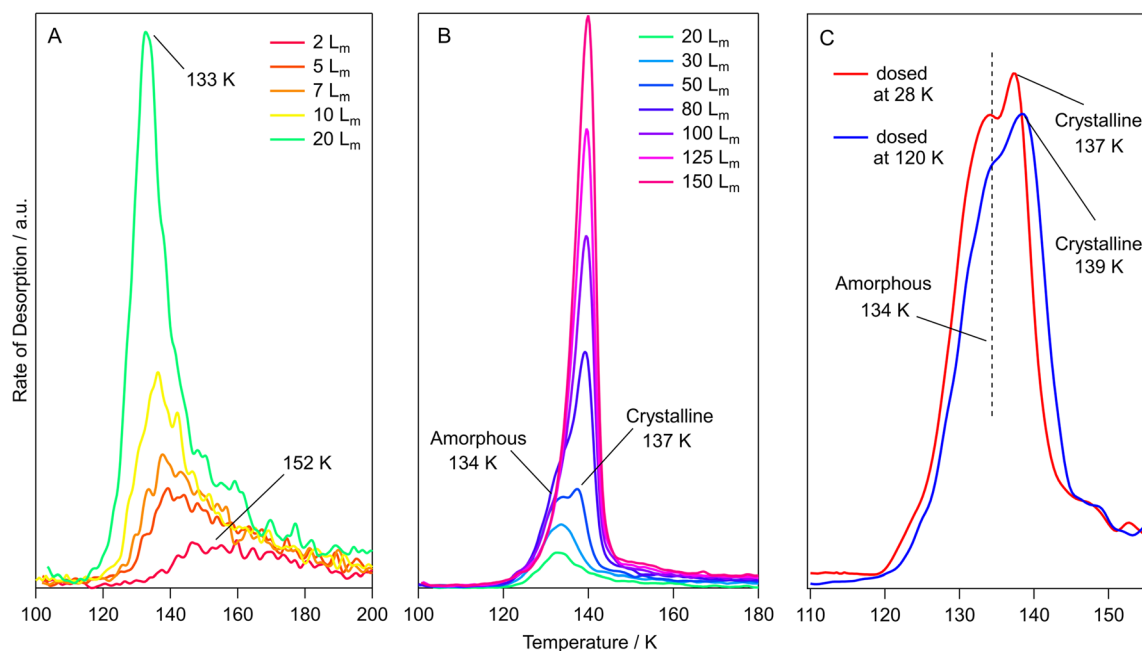 A
133 K
2 Lm
5 Lm
7 Lm
10 Lm
20 Lm
152 K
100
120
140
160
180
200
B
20 Lm
30 Lm
50 Lm
80 Lm
100 Lm
125 Lm
150 Lm
Amorphous
134 K
Crystalline
137 K
100
120
140
160
180
C
dosed
at 28 K
dosed
at 120 K
Crystalline
137 K
Crystalline
139 K
Amorphous
134 K
110
120
130
140
150
Rate of Desorption / a.u.
Temperature / K